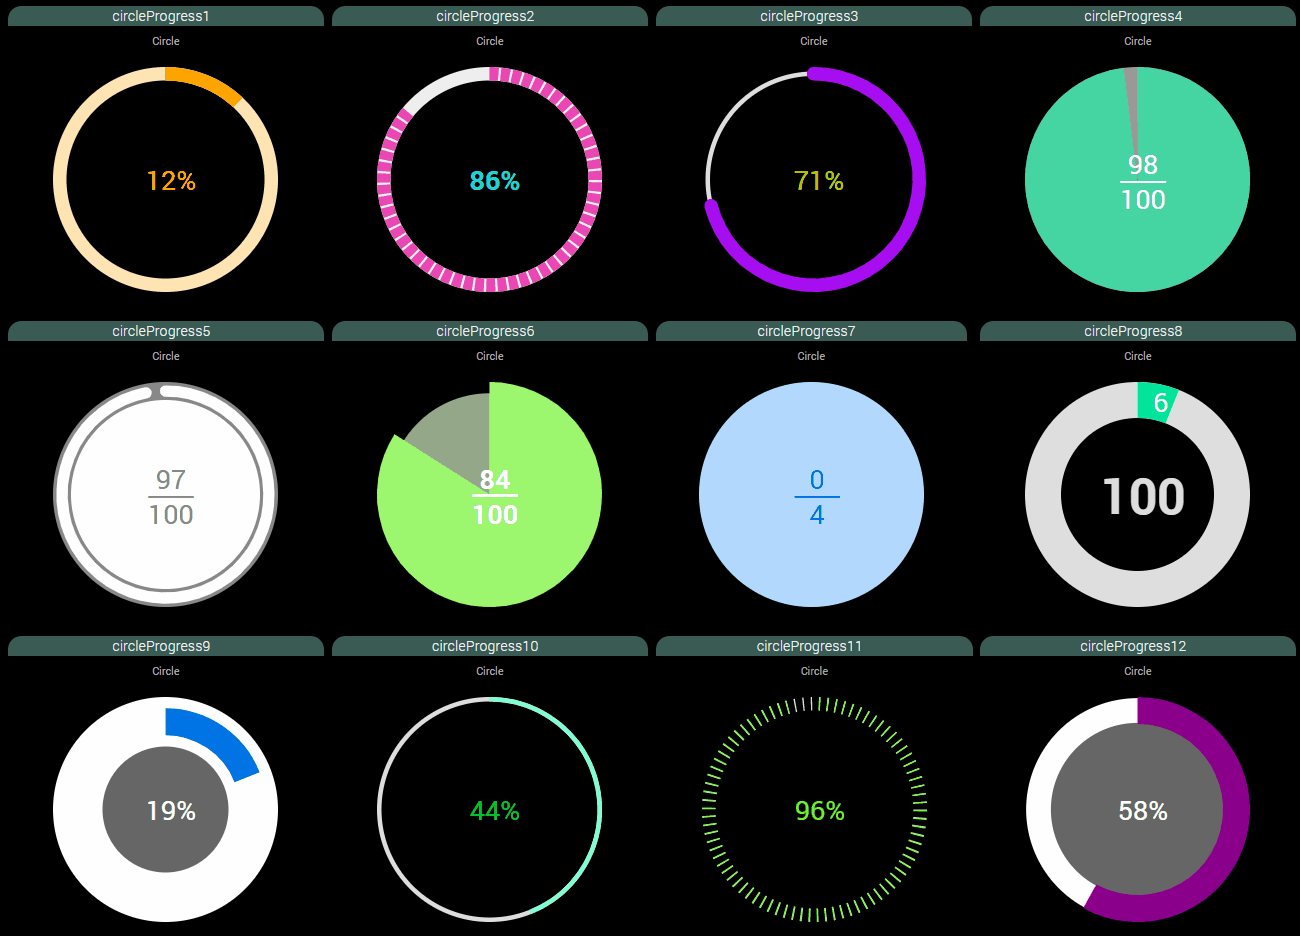 circleProgress1
Circle
12%
circleProgress2
Circle
86%
circleProgress3
Circle
71%
circleProgress4
Circle
98
100
circleProgress5
Circle
97
100
circleProgress6
Circle
84
100
circleProgress7
Circle
0
4
circleProgress8
Circle
6
100
circleProgress9
Circle
19%
circleProgress10
Circle
44%
circleProgress11
Circle
96%
circleProgress12
Circle
58%